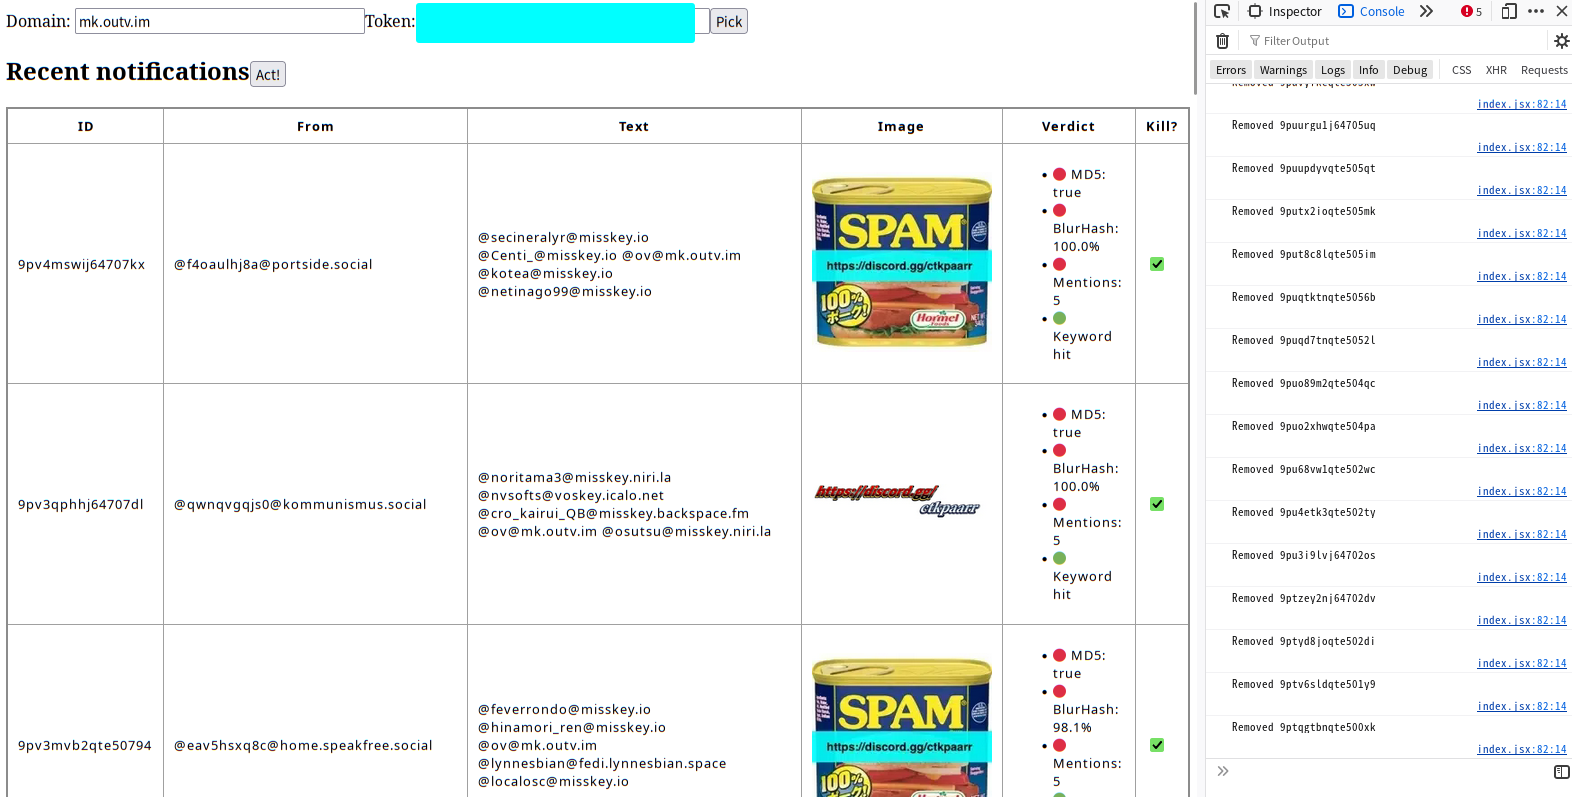 Domain: mk.outv.im Token: Pick
Recent notifications Act!
ID From Text Image Verdict Kill?
9pv4mswij64707kx
@f4oaulhj8a@portside.social
@secineralyr@misskey.io
@Centi_@misskey.io @ov@mk.outv.im
@kotea@misskey.io
@netinago99@misskey.io
SPAM
https://discord.gg/ctkpaarr
100%
ポーク!
Hormel
Foods
MD5:
true
BlurHash:
100.0%
Mentions:
5
Keyword
hit
9pv3qphhj64707dl
@qwnqvgqjs0@kommunismus.social
@noritama3@misskey.niri.la
@nvsofts@voskey.icalo.net
@cro_kairui_QB@misskey.backspace.fm
@ov@mk.outv.im @osutsu@misskey.niri.la
https://discord.gg/
ctkpaarr
MD5:
true
BlurHash:
100.0%
Mentions:
5
Keyword
hit
9pv3mvb2qte50794
@eav5hsxq8c@home.speakfree.social
@feverrondo@misskey.io
@hinamori_ren@misskey.io
@ov@mk.outv.im
@lynnesbian@fedi.lynnesbian.space
@localosc@misskey.io
SPAM
https://discord.gg/ctkpaarr
100%
MD5:
true
BlurHash:
98.1%
Mentions:
5
Inspector Console 5
Filter Output
Errors Warnings Logs Info Debug CSS XHR Requests
index.jsx:82:14
Removed 9puurgu1j64705uq
index.jsx:82:14
Removed 9puupdyvqte505qt
index.jsx:82:14
Removed 9putx2ioqte505mk
index.jsx:82:14
Removed 9put8c8lqte505im
index.jsx:82:14
Removed 9puqtktnqte5056b
index.jsx:82:14
Removed 9puqd7tnqte5052l
index.jsx:82:14
Removed 9puo89m2qte504qc
index.jsx:82:14
Removed 9puo2xhwqte504pa
index.jsx:82:14
Removed 9pu68vw1qte502wc
index.jsx:82:14
Removed 9pu4etk3qte502ty
index.jsx:82:14
Removed 9pu3i9lvj64702os
index.jsx:82:14
Removed 9ptzey2nj64702dv
index.jsx:82:14
Removed 9ptyd8joqte502di
index.jsx:82:14
Removed 9ptv6sldqte501y9
index.jsx:82:14
Removed 9ptqgtbnqte500xk
index.jsx:82:14